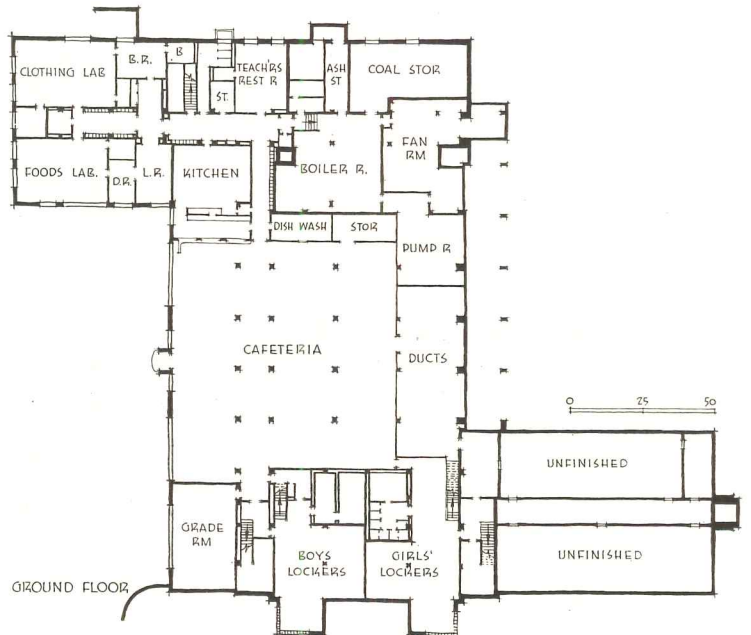 B.R.
B
CLOTHING LAB
TEACH'RS
REST R
ASH
ST
COAL STOR
ST.
FAN
RM
FOODS LAB.
D.R.
L.R.
KITCHEN
BOILER R.
DISH WASH
STOR
PUMP R
CAFETERIA
DUCTS
0 25 50
UNFINISHED
GRADE
RM
BOYS
LOCKERS
GIRLS'
LOCKERS
UNFINISHED
GROUND FLOOR